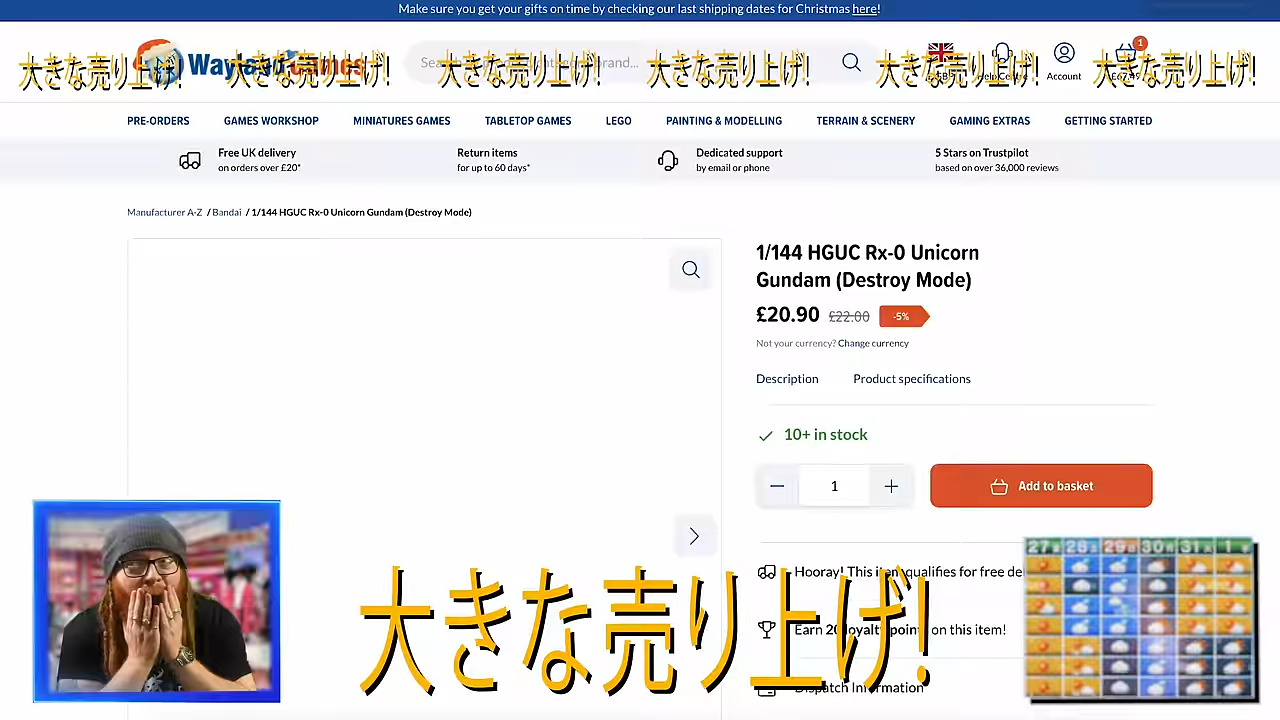 Make sure you get your gifts on time by checking our last shipping dates for Christmas here!
大きな売り上げ! 大きな売り上げ! 大きな売り上げ! 大きな売り上げ! 大きな売り上げ! 大きな売り上げ!
Wayland Games
Account
1
PRE-ORDERS GAMES WORKSHOP MINIATURES GAMES TABLETOP GAMES LEGO PAINTING & MODELLING TERRAIN & SCENERY GAMING EXTRAS GETTING STARTED
Free UK delivery
on orders over £20*
Return items
for up to 60 days*
Dedicated support
by email or phone
5 Stars on Trustpilot
based on over 36,000 reviews
Manufacturer A-Z / Bandai / 1/144 HGUC Rx-0 Unicorn Gundam (Destroy Mode)
1/144 HGUC Rx-0 Unicorn
Gundam (Destroy Mode)
£20.90 £22.00 -5%
Not your currency? Change currency
Description Product specifications
10+ in stock
1
Add to basket
Hooray! This item qualifies for free del
Earn 20 loyalty points on this item!
Dispatch Information
大きな売り上げ!
27 28 29 30 31 1